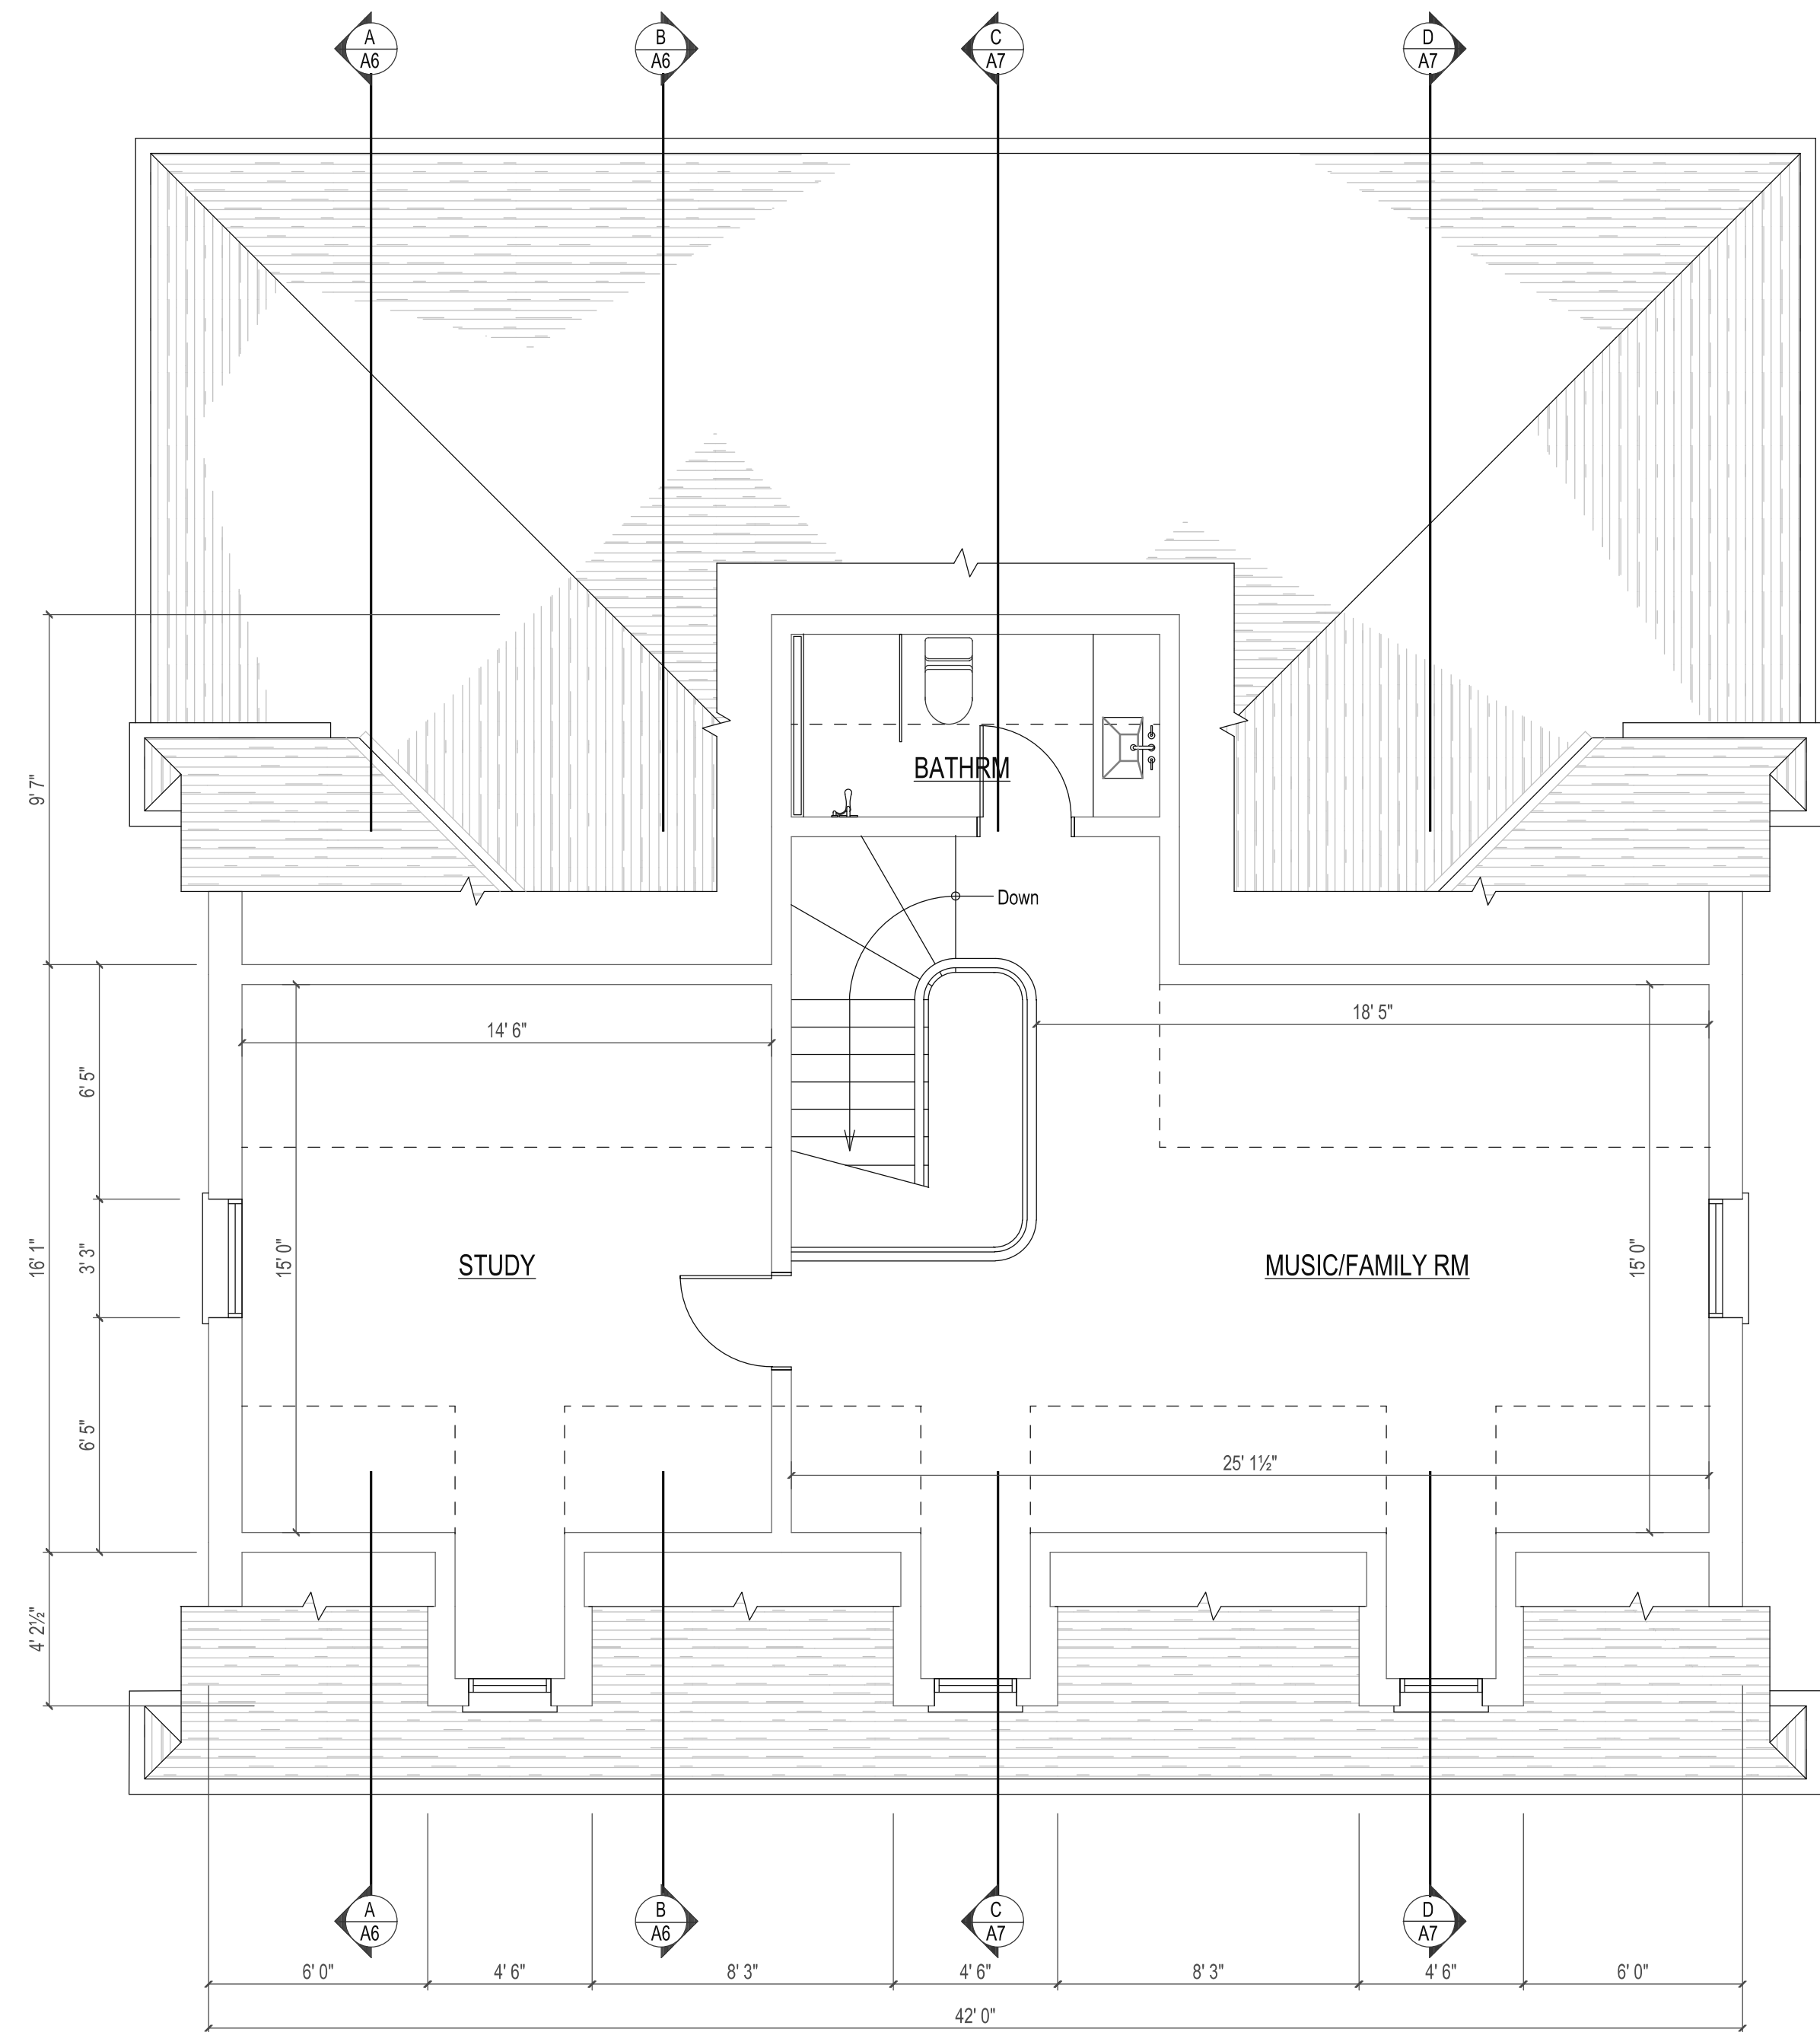 A
A6
B
A6
C
A7
D
A7
9' 7"
BATHRM
Down
14' 6"
18' 5"
6' 5"
16' 1"
3' 3"
15' 0"
STUDY
MUSIC/FAMILY RM
15' 0"
6' 5"
25' 1½"
4' 2½"
A
A6
B
A6
C
A7
D
A7
6' 0"
4' 6"
8' 3"
4' 6"
8' 3"
4' 6"
6' 0"
42' 0"